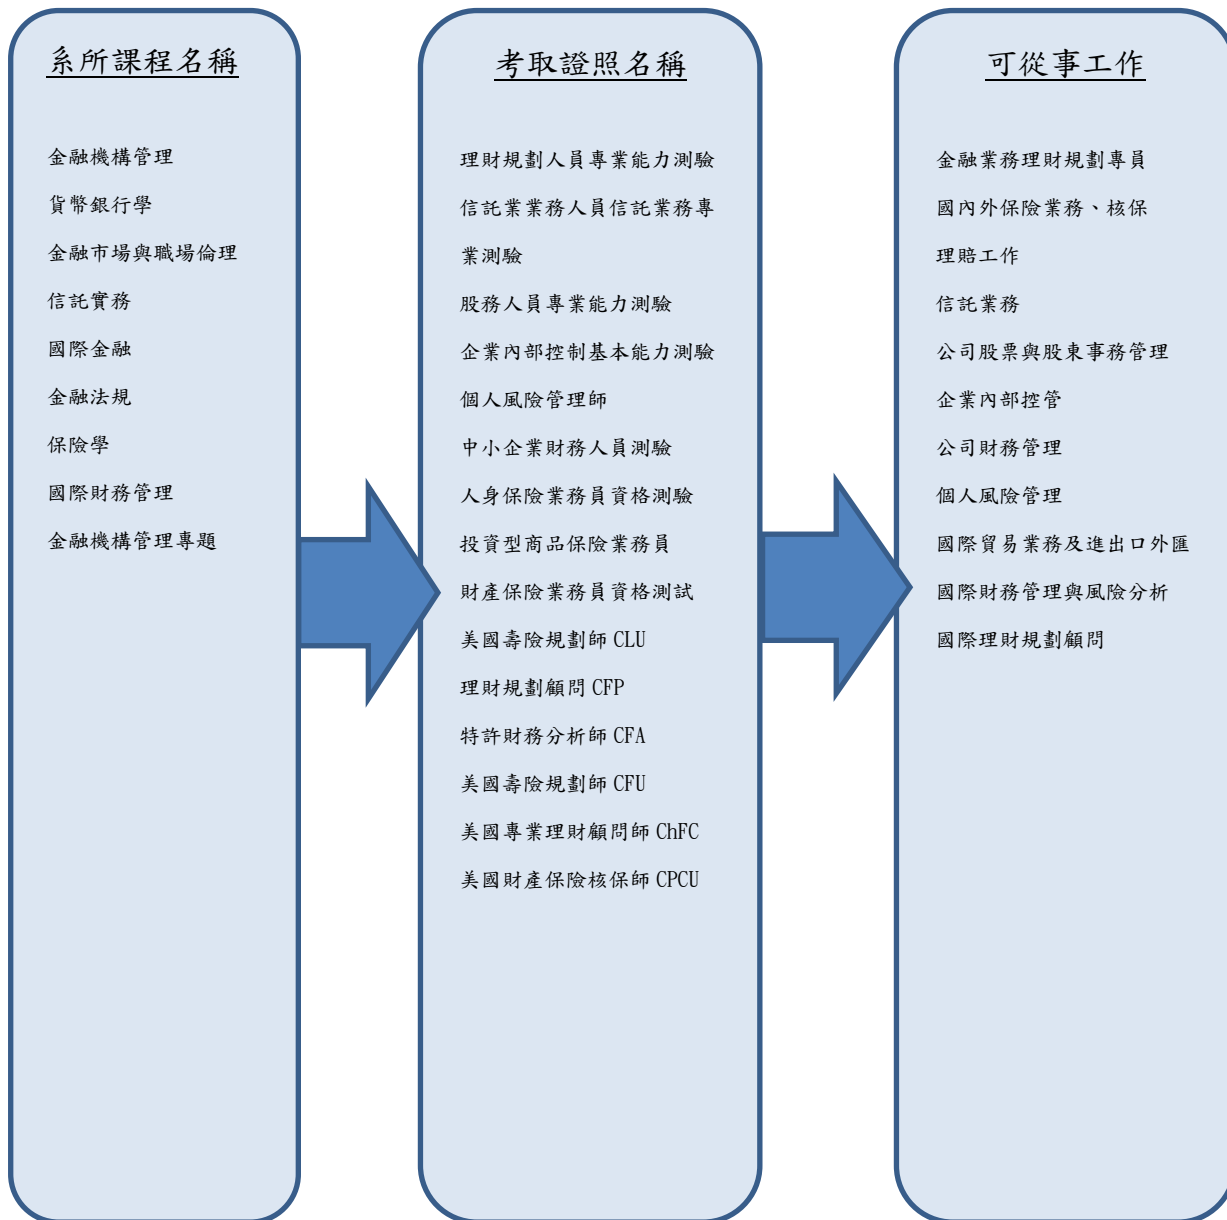 系所課程名稱
金融機構管理
貨幣銀行學
金融市場與職場倫理
信託實務
國際金融
金融法規
保險學
國際財務管理
金融機構管理專題
考取證照名稱
理財規劃人員專業能力測驗
信託業業務人員信託業務專
業測驗
股務人員專業能力測驗
企業內部控制基本能力測驗
個人風險管理師
中小企業財務人員測驗
人身保險業務員資格測驗
投資型商品保險業務員
財產保險業務員資格測試
美國壽險規劃師 CLU
理財規劃顧問 CFP
特許財務分析師 CFA
美國壽險規劃師 CFU
美國專業理財顧問師 ChFC
美國財產保險核保師 CPCU
可從事工作
金融業務理財規劃專員
國內外保險業務、核保
理賠工作
信託業務
公司股票與股東事務管理
企業內部控管
公司財務管理
個人風險管理
國際貿易業務及進出口外匯
國際財務管理與風險分析
國際理財規劃顧問